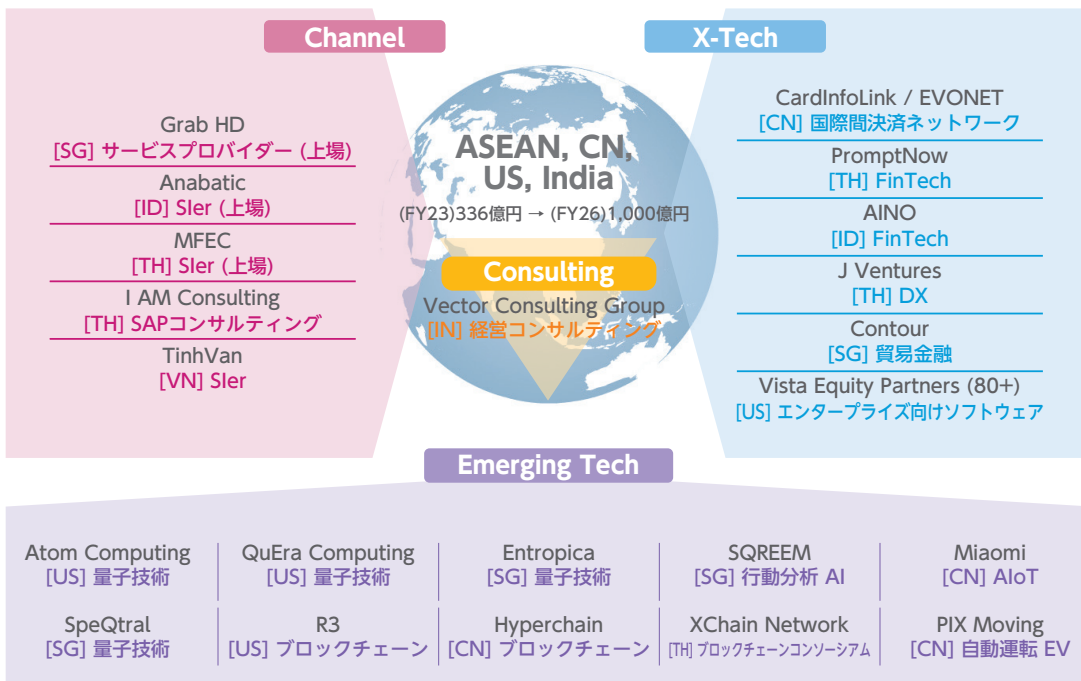 Channel
Grab HD
[SG] サービスプロバイダー (上場)
Anabatic
[ID] SIer (上場)
MFEC
[TH] SIer (上場)
I AM Consulting
[TH] SAPコンサルティング
TinhVan
[VN] SIer
ASEAN, CN,
US, India
(FY23)336億円 → (FY26)1,000億円
Consulting
Vector Consulting Group
[IN] 経営コンサルティング
X-Tech
CardInfoLink / EVONET
[CN] 国際間決済ネットワーク
PromptNow
[TH] FinTech
AINO
[ID] FinTech
J Ventures
[TH] DX
Contour
[SG] 貿易金融
Vista Equity Partners (80+)
[US] エンタープライズ向けソフトウェア
Emerging Tech
Atom Computing
[US] 量子技術
QuEra Computing
[US] 量子技術
Entropica
[SG] 量子技術
SQREEM
[SG] 行動分析 AI
Miaomi
[CN] AIoT
SpeQtral
[SG] 量子技術
R3
[US] ブロックチェーン
Hyperchain
[CN] ブロックチェーン
XChain Network
[TH] ブロックチェーンコンソーシアム
PIX Moving
[CN] 自動運転 EV